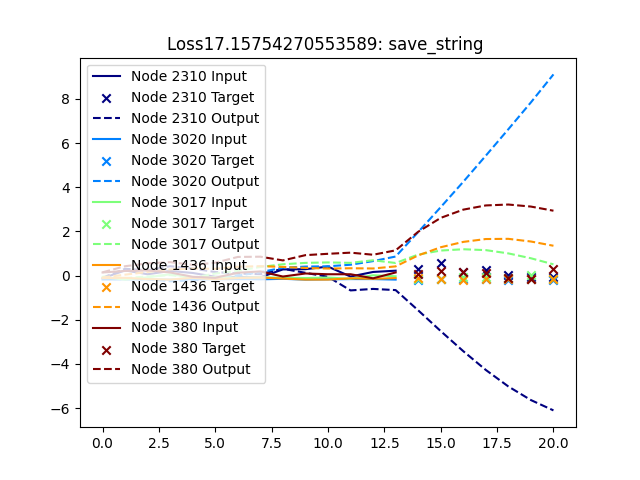 Loss17.15754270553589: save_string
Node 2310 Input
Node 2310 Target
Node 2310 Output
Node 3020 Input
Node 3020 Target
Node 3020 Output
Node 3017 Input
Node 3017 Target
Node 3017 Output
Node 1436 Input
Node 1436 Target
Node 1436 Output
Node 380 Input
Node 380 Target
Node 380 Output
8
6
4
2
0
−2
−4
−6
0.0 2.5 5.0 7.5 10.0 12.5 15.0 17.5 20.0